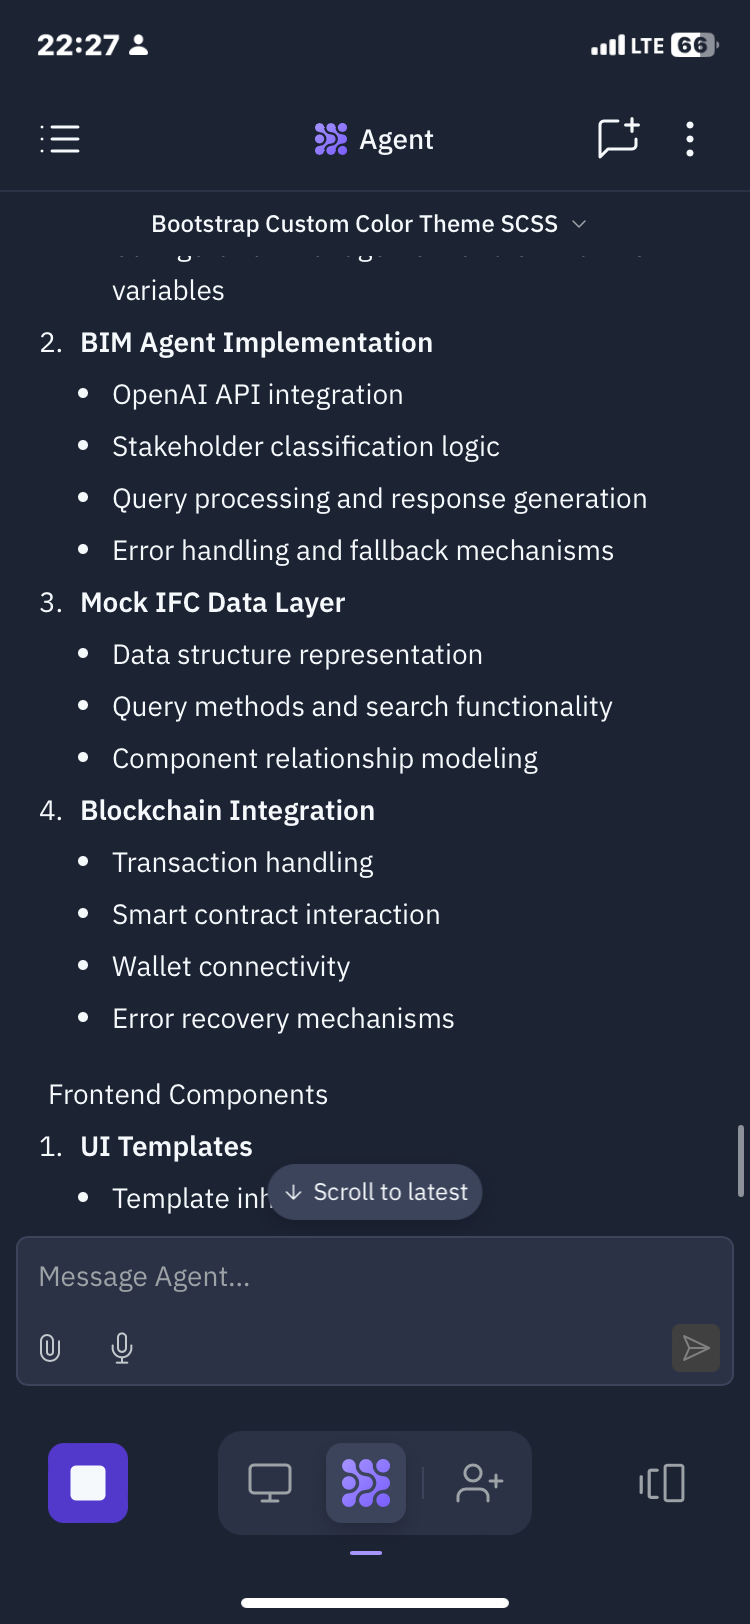 22:27
LTE 66
Agent
Bootstrap Custom Color Theme SCSS
variables
2. BIM Agent Implementation
• OpenAI API integration
• Stakeholder classification logic
• Query processing and response generation
• Error handling and fallback mechanisms
3. Mock IFC Data Layer
• Data structure representation
• Query methods and search functionality
• Component relationship modeling
4. Blockchain Integration
• Transaction handling
• Smart contract interaction
• Wallet connectivity
• Error recovery mechanisms
Frontend Components
1. UI Templates
• Template
Scroll to latest
Message Agent...